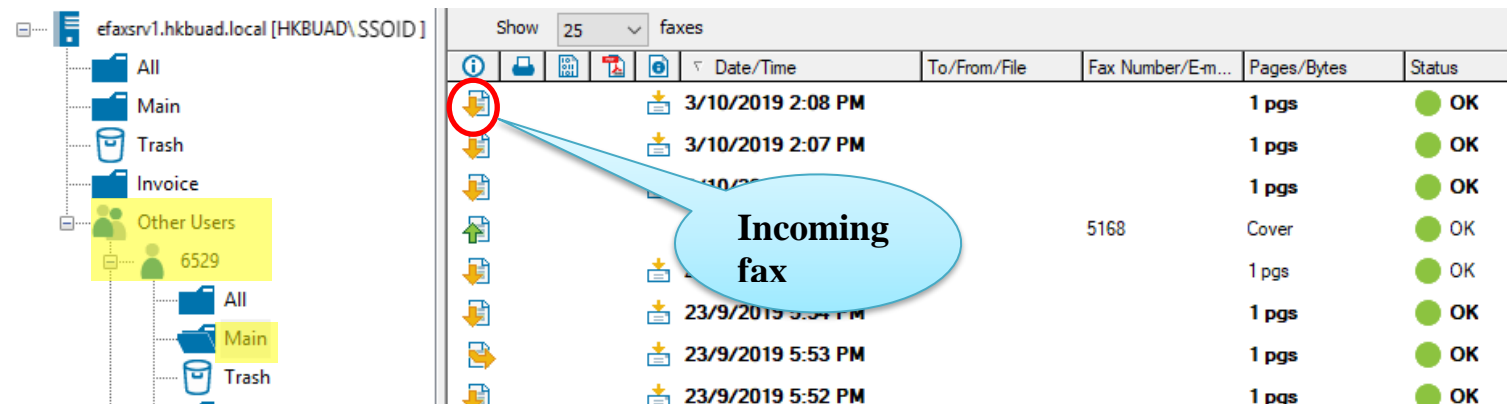 efaxsrv1.hkbuad.local [HKBUAD\SSOID ]
All
Main
Trash
Invoice
Other Users
6529
All
Main
Trash
Show 25 faxes
Date/Time To/From/File Fax Number/E-m... Pages/Bytes Status
3/10/2019 2:08 PM 1 pgs OK
3/10/2019 2:07 PM 1 pgs OK
1 pgs OK
5168 Cover OK
1 pgs OK
23/9/2019 1 pgs OK
23/9/2019 5:53 PM 1 pgs OK
23/9/2019 5:52 PM 1 pgs OK
Incoming
fax